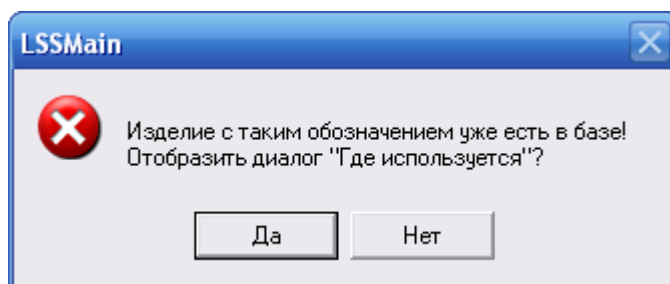 LSSMain
Изделие с таким обозначением уже есть в базе!
Отобразить диалог "Где используется"?
Да
Нет